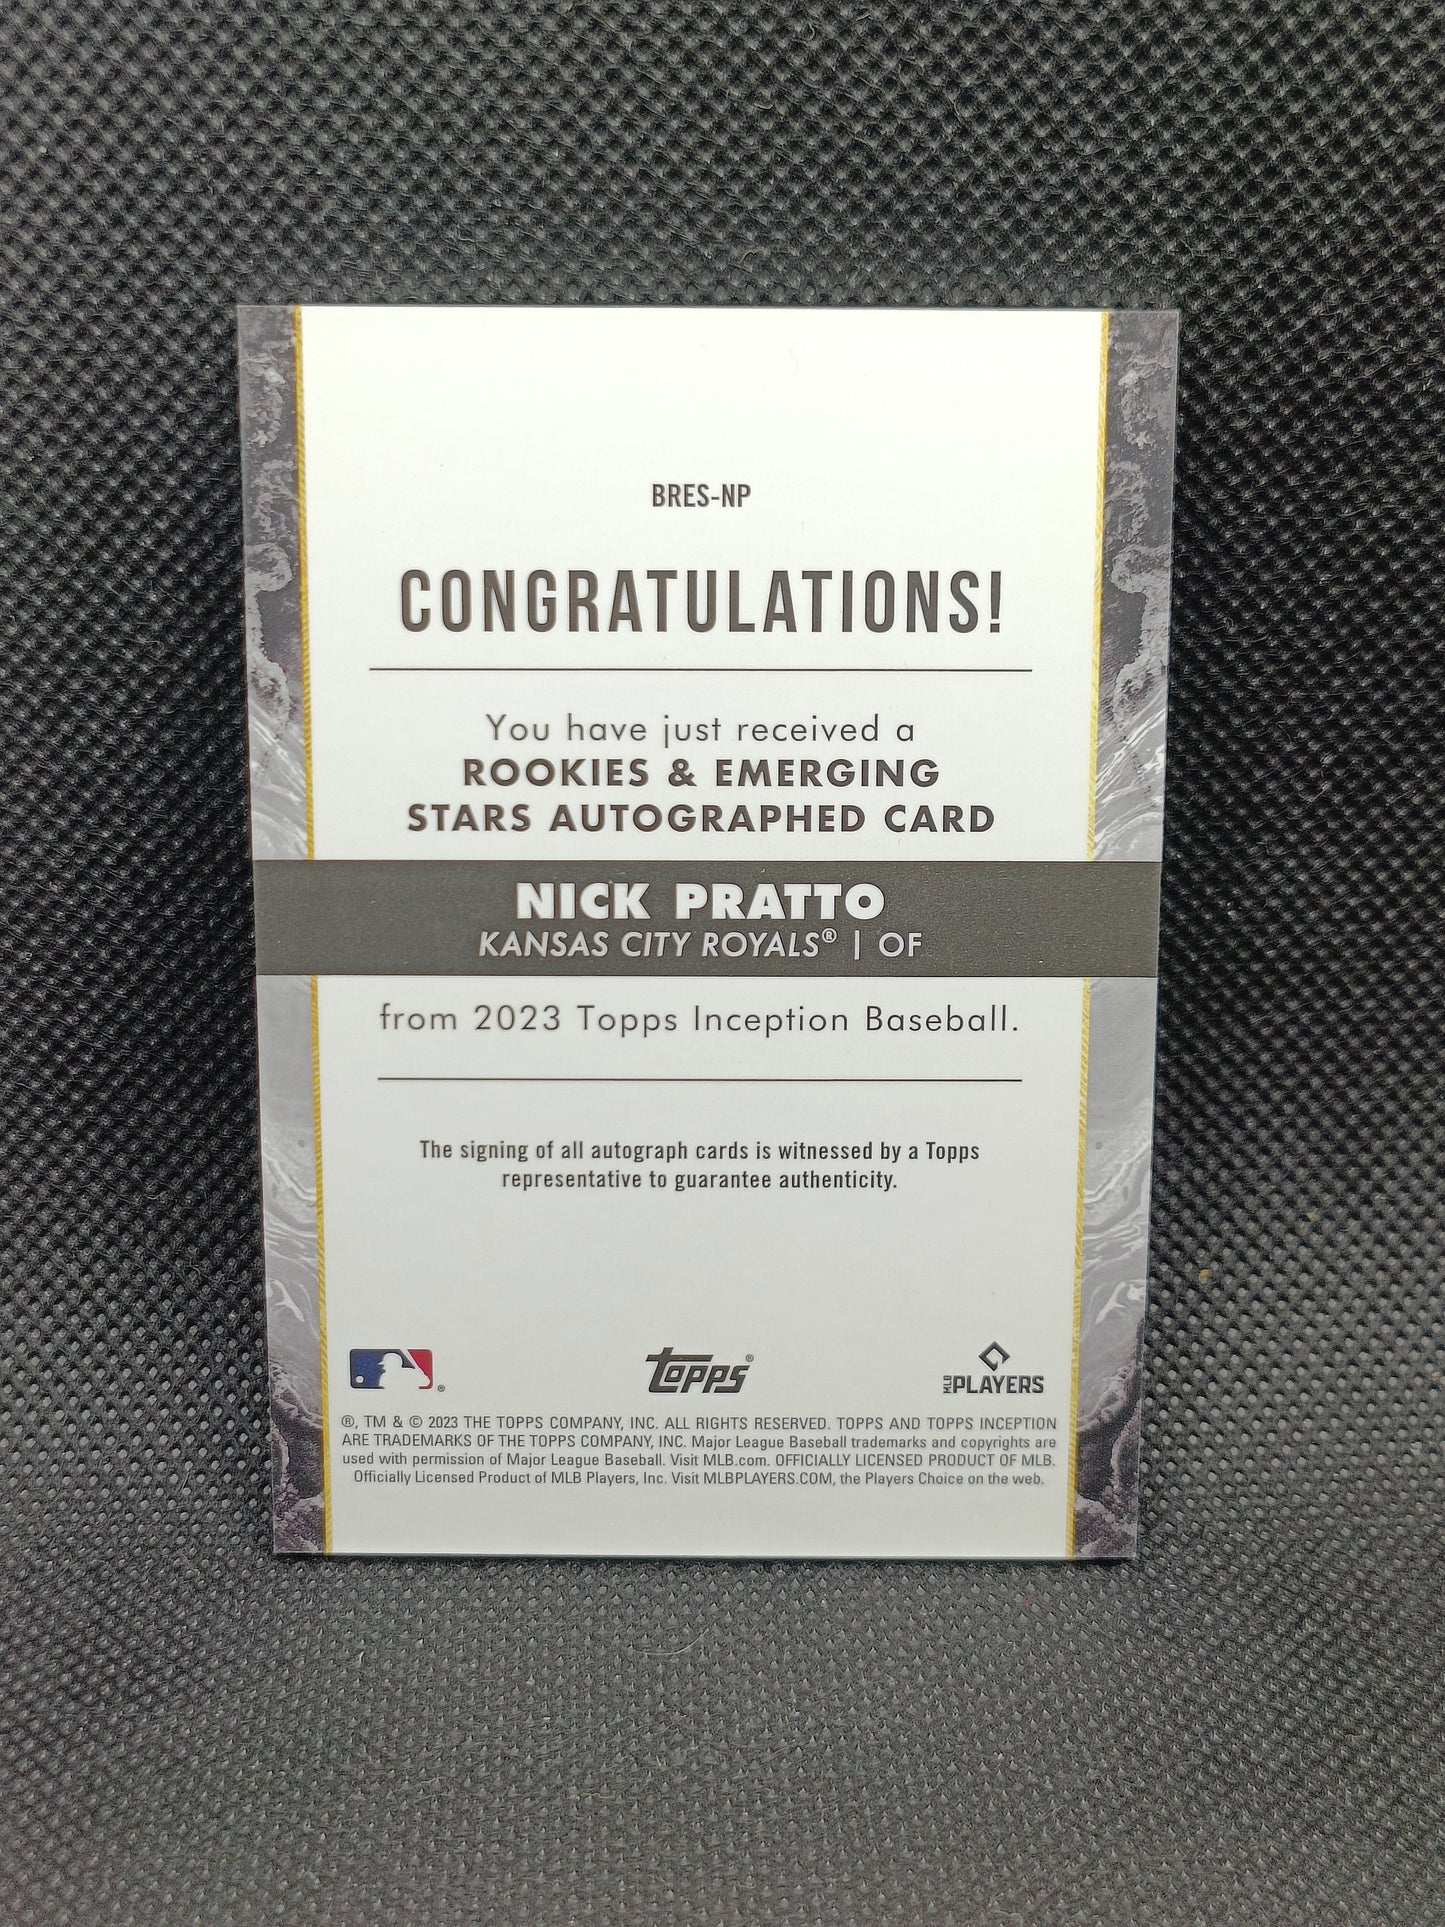 BRES-NP
CONGRATULATIONS!
You have just received a
ROOKIES & EMERGING
STARS AUTOGRAPHED CARD
NICK PRATTO
KANSAS CITY ROYALS® | OF
from 2023 Topps Inception Baseball.
The signing of all autograph cards is witnessed by a Topps
representative to guarantee authenticity.
® topps® MLB PLAYERS
®, TM & © 2023 THE TOPPS COMPANY, INC. ALL RIGHTS RESERVED. TOPPS AND TOPPS INCEPTION
ARE TRADEMARKS OF THE TOPPS COMPANY, INC. Major League Baseball trademarks and copyrights are
used with permission of Major League Baseball. Visit MLB.com. OFFICIALLY LICENSED PRODUCT OF MLB.
Officially Licensed Product of MLB Players, Inc. Visit MLBPLAYERS.COM, the Players Choice on the web.